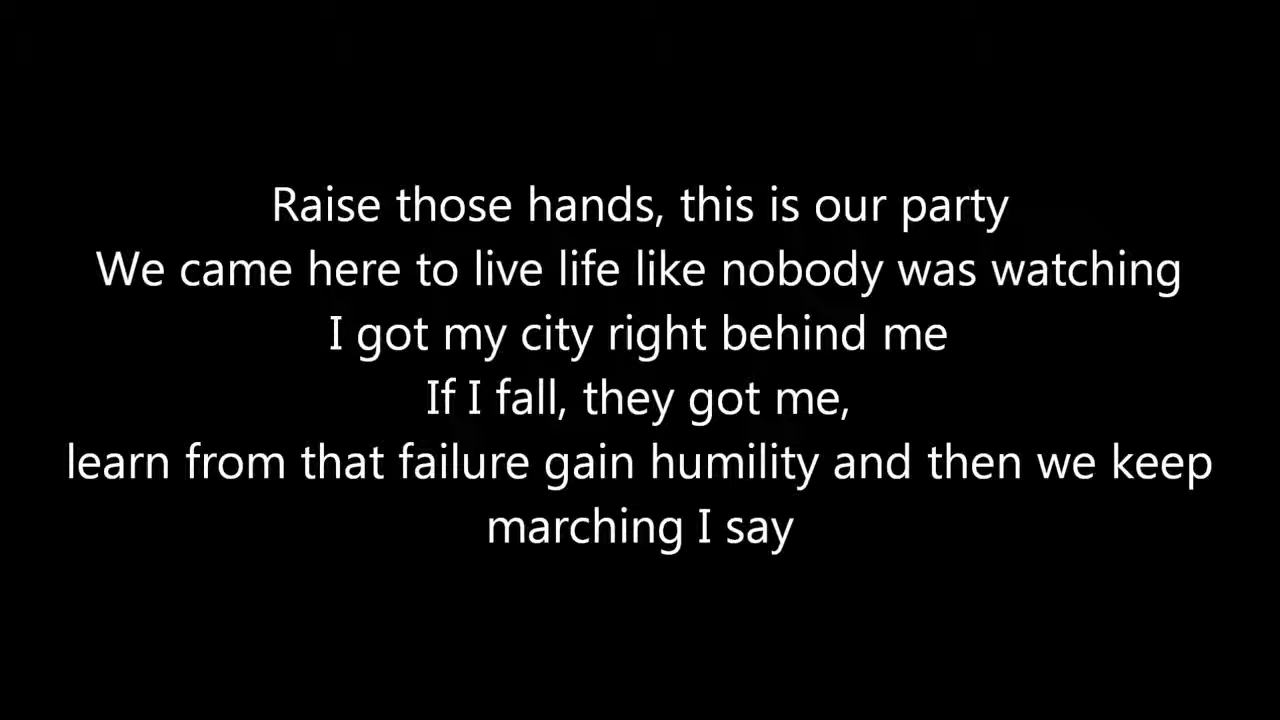 Raise those hands, this is our party
We came here to live life like nobody was watching
I got my city right behind me
If I fall, they got me,
learn from that failure gain humility and then we keep
marching I say